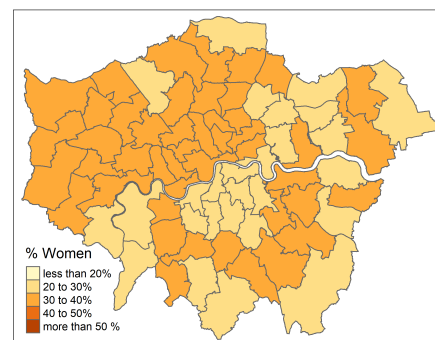 % Women
less than 20%
20 to 30%
30 to 40%
40 to 50%
more than 50 %